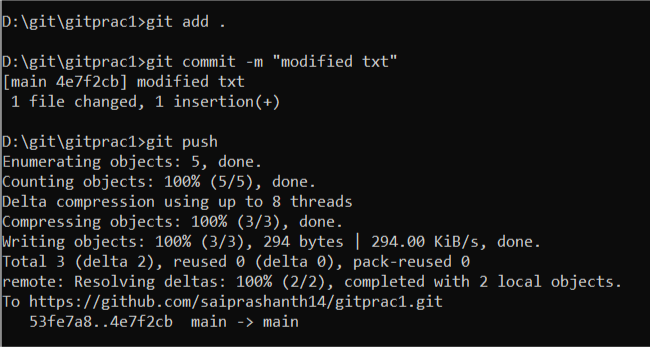 D:\git\gitprac1>git add .
D:\git\gitprac1>git commit -m "modified txt"
[main 4e7f2cb] modified txt
 1 file changed, 1 insertion(+)
D:\git\gitprac1>git push
Enumerating objects: 5, done.
Counting objects: 100% (5/5), done.
Delta compression using up to 8 threads
Compressing objects: 100% (3/3), done.
Writing objects: 100% (3/3), 294 bytes | 294.00 KiB/s, done.
Total 3 (delta 2), reused 0 (delta 0), pack-reused 0
remote: Resolving deltas: 100% (2/2), completed with 2 local objects.
To https://github.com/saiprashanth14/gitprac1.git
   53fe7a8..4e7f2cb  main -> main